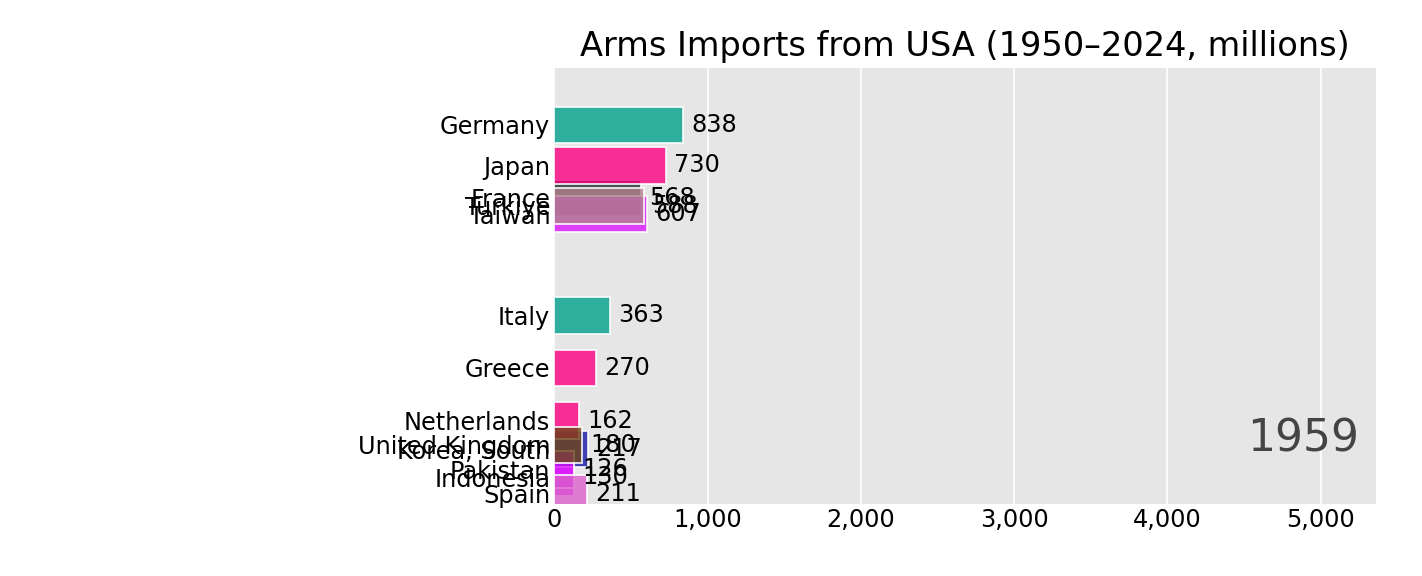 Arms Imports from USA (1950–2024, millions)
Germany 838
Japan 730
France 568
Türkiye 588
Taiwan 607
Italy 363
Greece 270
Netherlands 162
United Kingdom 180
Korea, South 217
Pakistan 126
Indonesia 130
Spain 211
1959
0 1,000 2,000 3,000 4,000 5,000